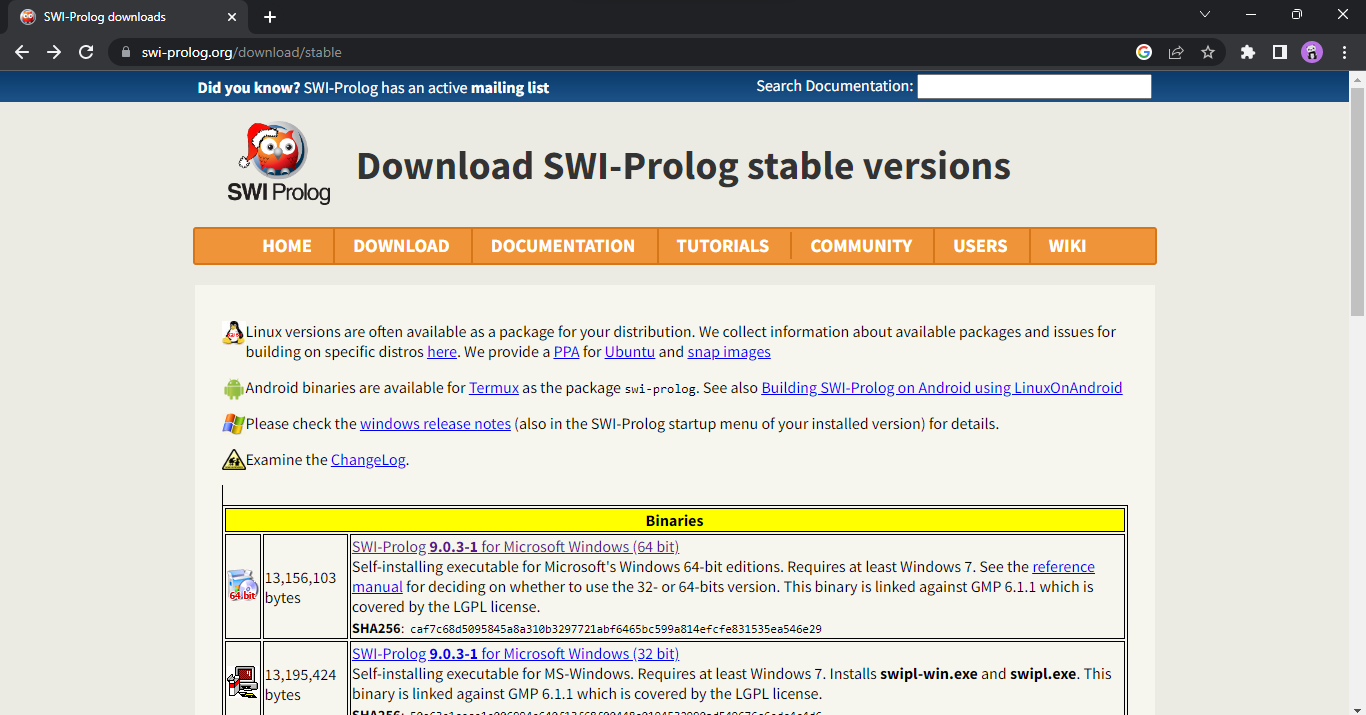 SWI-Prolog downloads
swi-prolog.org/download/stable
Did you know? SWI-Prolog has an active mailing list
Search Documentation:
SWI Prolog
Download SWI-Prolog stable versions
HOME DOWNLOAD DOCUMENTATION TUTORIALS COMMUNITY USERS WIKI
Linux versions are often available as a package for your distribution. We collect information about available packages and issues for
building on specific distros here. We provide a PPA for Ubuntu and snap images
Android binaries are available for Termux as the package swi-prolog. See also Building SWI-Prolog on Android using LinuxOnAndroid
Please check the windows release notes (also in the SWI-Prolog startup menu of your installed version) for details.
Examine the ChangeLog.
Binaries
64 bit
13,156,103
bytes
SWI-Prolog 9.0.3-1 for Microsoft Windows (64 bit)
Self-installing executable for Microsoft's Windows 64-bit editions. Requires at least Windows 7. See the reference
manual for deciding on whether to use the 32- or 64-bits version. This binary is linked against GMP 6.1.1 which is
covered by the LGPL license.
SHA256: caf7c68d5095845a8a310b3297721abf6465bc599a814efcfe831535ea546e29
13,195,424
bytes
SWI-Prolog 9.0.3-1 for Microsoft Windows (32 bit)
Self-installing executable for MS-Windows. Requires at least Windows 7. Installs swipl-win.exe and swipl.exe. This
binary is linked against GMP 6.1.1 which is covered by the LGPL license.
SHA256: